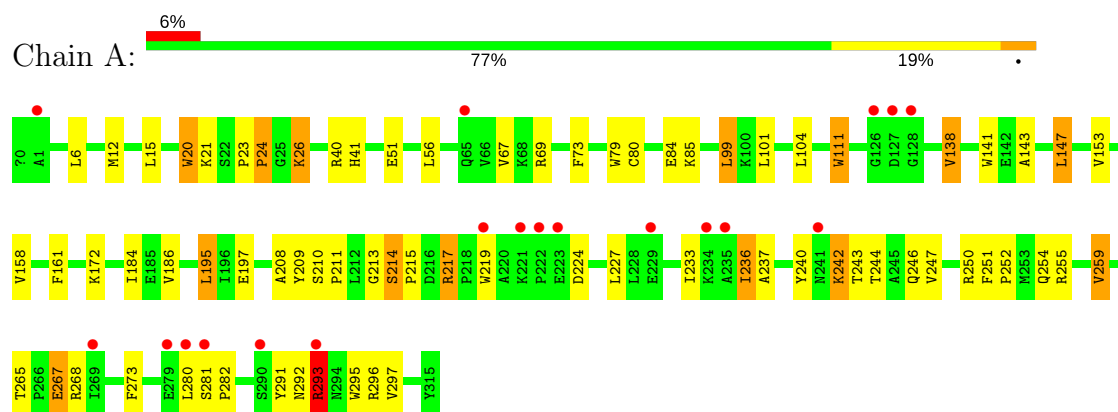 6%
Chain A:
77% 19% •
?0 A1 L6 M12 L15 W20 K21 S22 P23 P24 G25 K26 R40 H41 E51 L56 Q65 V66 V67 K68 R69 F73 W79 C80 E84 K85 L99 K100 L101 L104 W111 G126 D127 G128 V138 W141 E142 A143 L147 V153
V158 F161 K172 I184 E185 V186 L195 I196 E197 A208 Y209 S210 P211 L212 G213 S214 P215 D216 R217 P218 W219 A220 K221 P222 E223 D224 L227 L228 E229 I233 K234 A235 I236 A237 Y240 N241 K242 T243 T244 A245 Q246 V247 R250 F251 P252 M253 Q254 R255 V259
T265 P266 E267 R268 I269 F273 E279 L280 S281 P282 S290 Y291 N292 R293 N294 W295 R296 V297 Y315